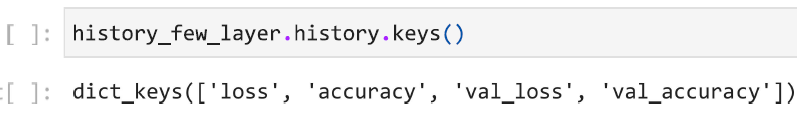 [ ]: history_few_layer.history.keys()
:[ ]: dict_keys(['loss', 'accuracy', 'val_loss', 'val_accuracy'])